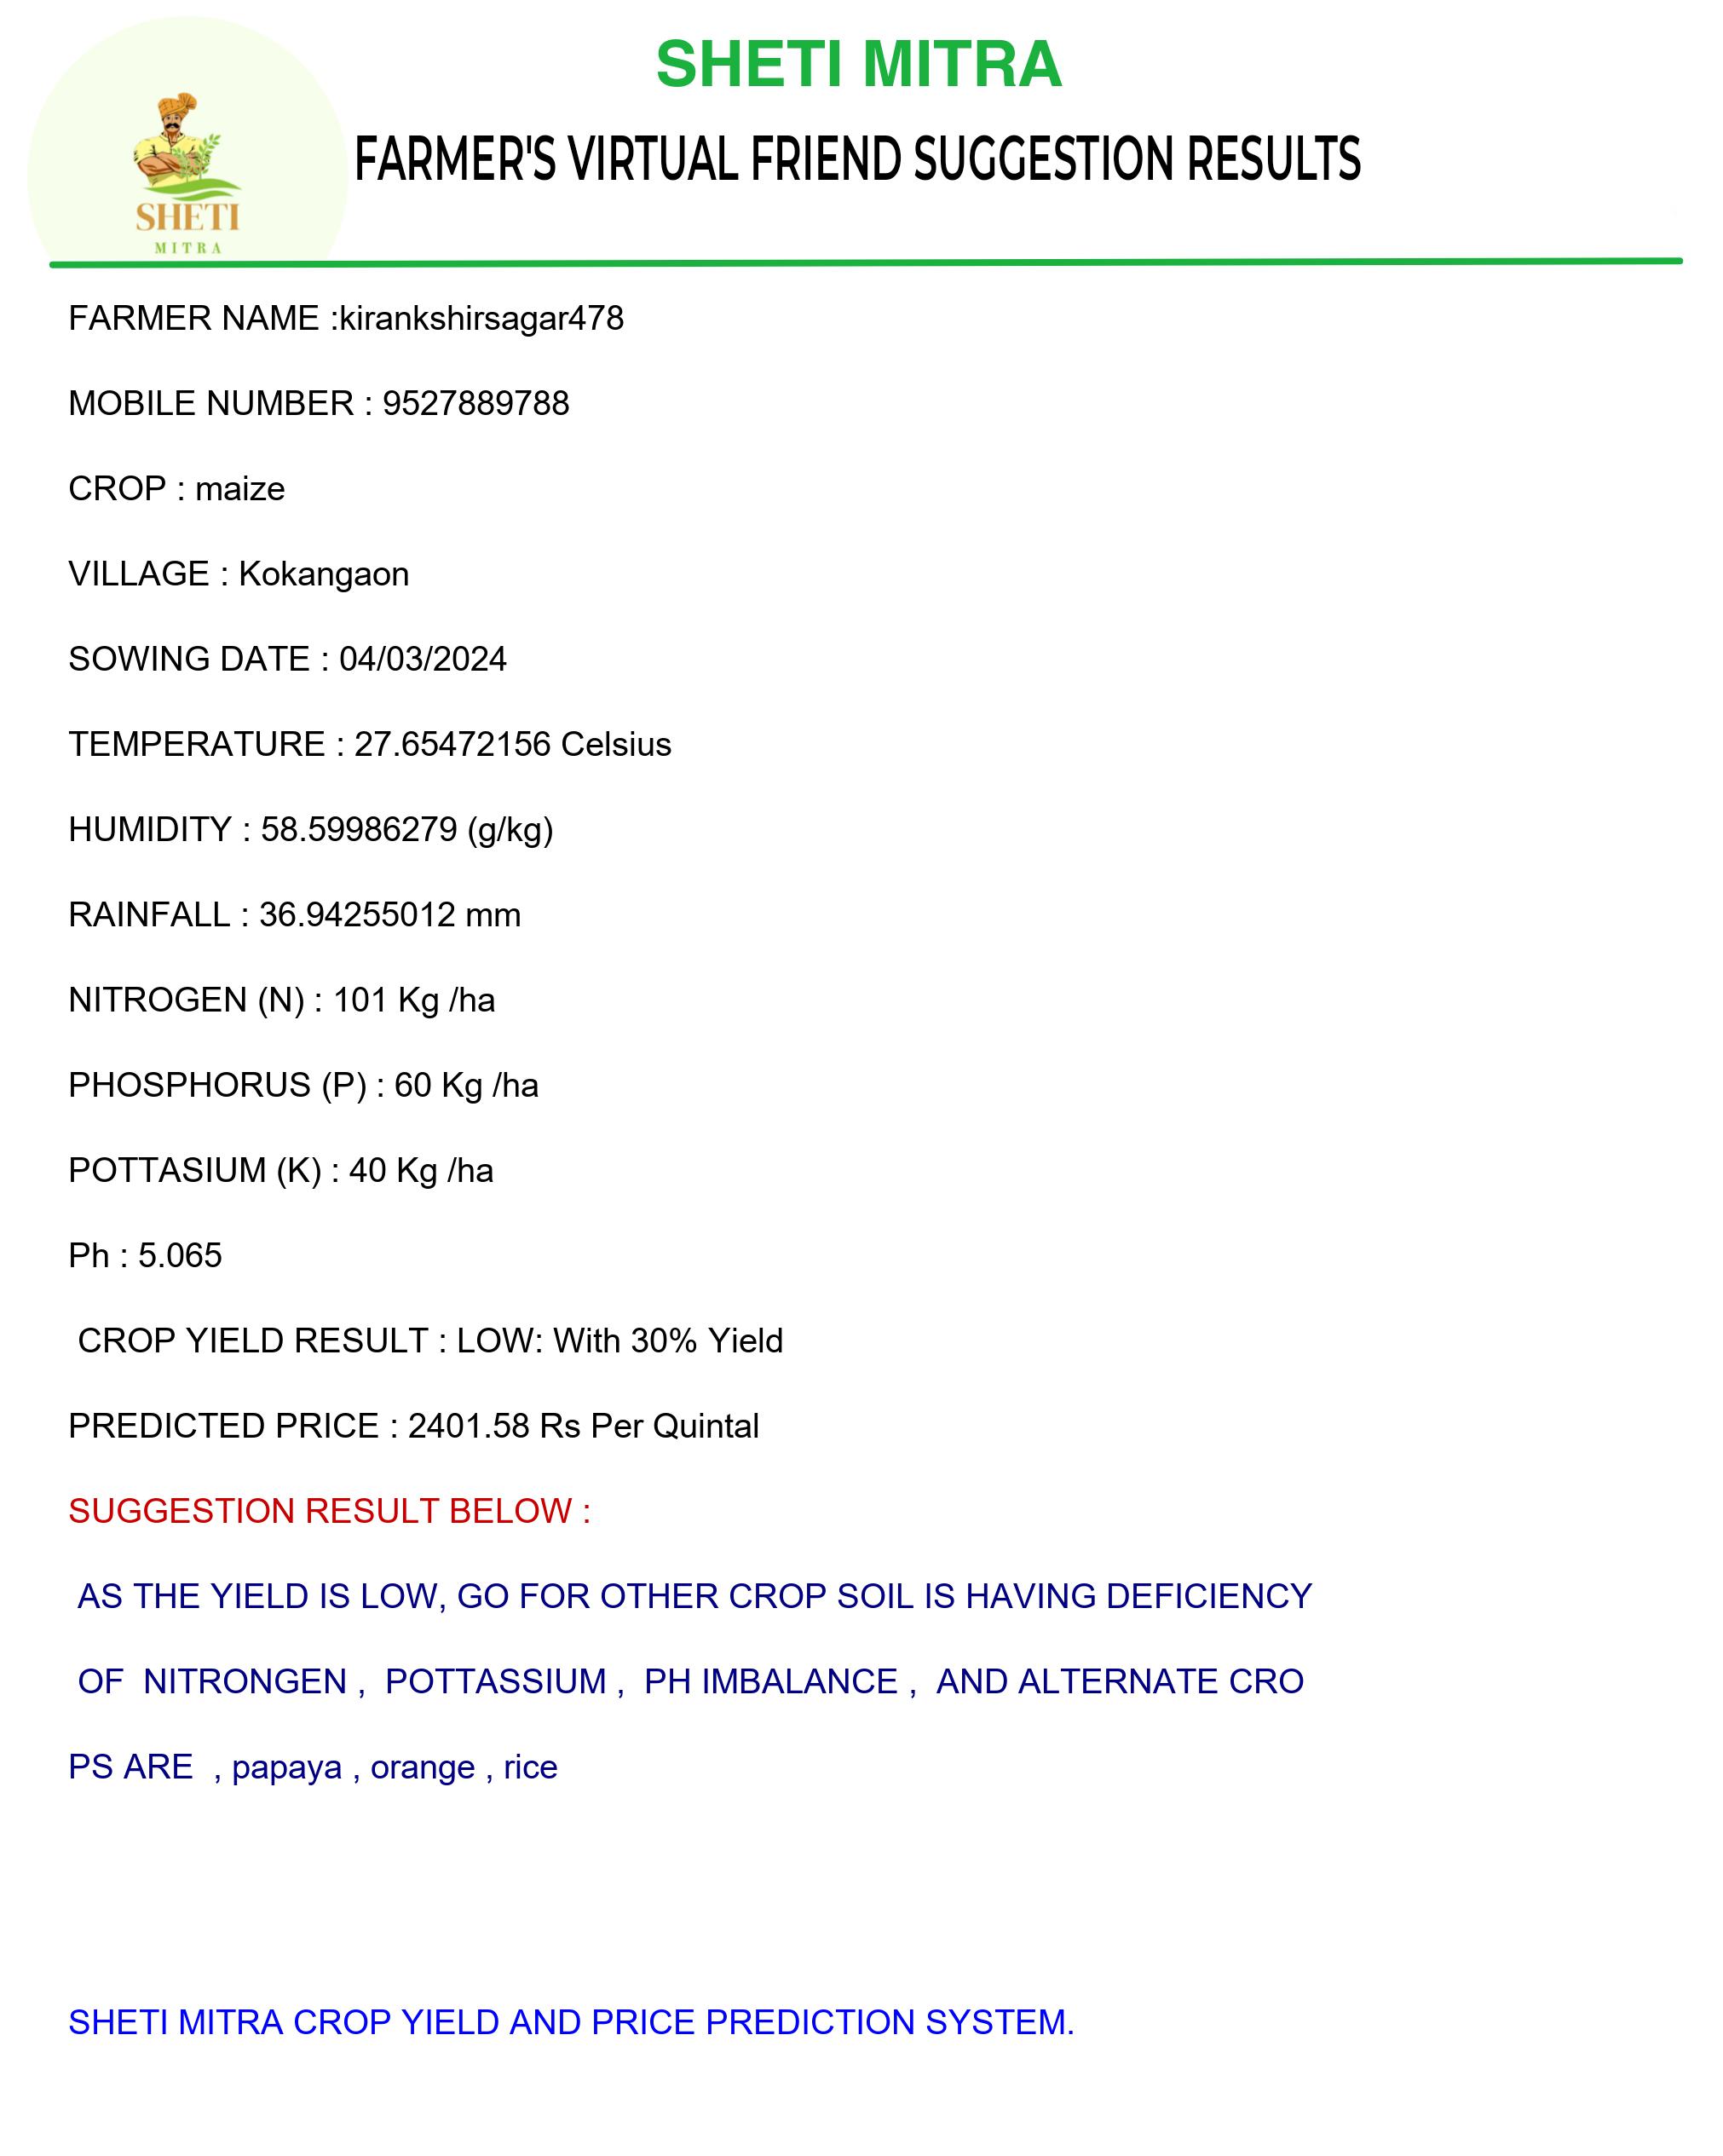 SHETI MITRA
FARMER'S VIRTUAL FRIEND SUGGESTION RESULTS
SHETI
MITRA
FARMER NAME :kirankshirsagar478
MOBILE NUMBER : 9527889788
CROP : maize
VILLAGE : Kokangaon
SOWING DATE : 04/03/2024
TEMPERATURE : 27.65472156 Celsius
HUMIDITY : 58.59986279 (g/kg)
RAINFALL : 36.94255012 mm
NITROGEN (N) : 101 Kg /ha
PHOSPHORUS (P) : 60 Kg /ha
POTTASIUM (K) : 40 Kg /ha
Ph : 5.065
CROP YIELD RESULT : LOW: With 30% Yield
PREDICTED PRICE : 2401.58 Rs Per Quintal
SUGGESTION RESULT BELOW :
AS THE YIELD IS LOW, GO FOR OTHER CROP SOIL IS HAVING DEFICIENCY
OF  NITRONGEN ,  POTTASSIUM ,  PH IMBALANCE ,  AND ALTERNATE CRO
PS ARE  , papaya , orange , rice
SHETI MITRA CROP YIELD AND PRICE PREDICTION SYSTEM.